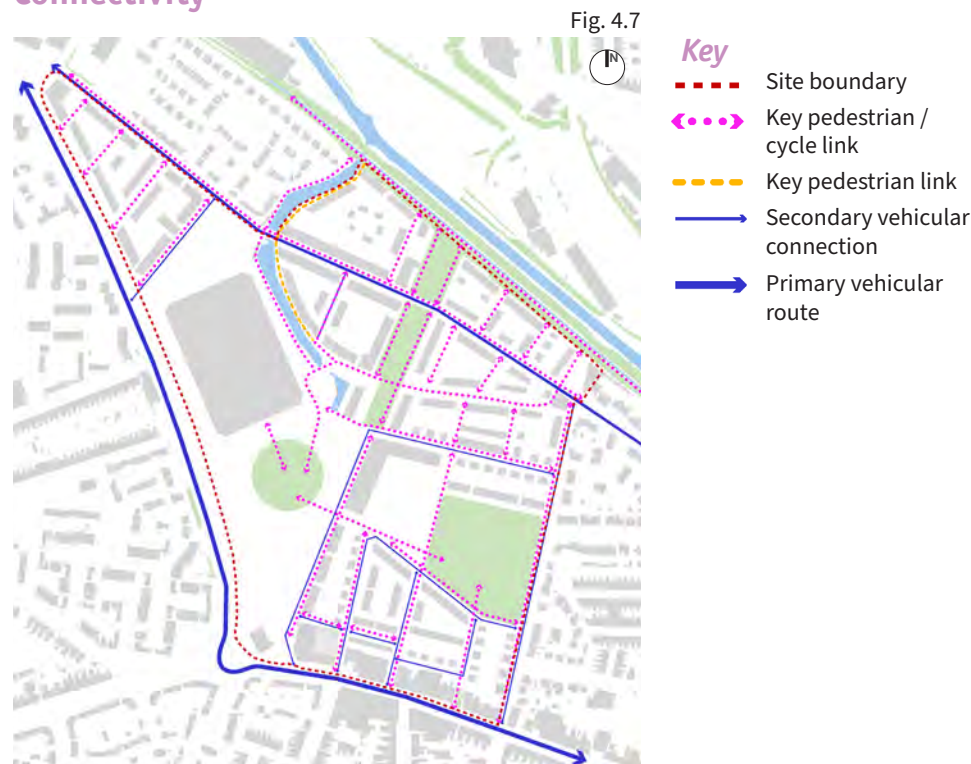 Connectivity
Fig. 4.7
N
Key
Site boundary
Key pedestrian /
cycle link
Key pedestrian link
Secondary vehicular
connection
Primary vehicular
route